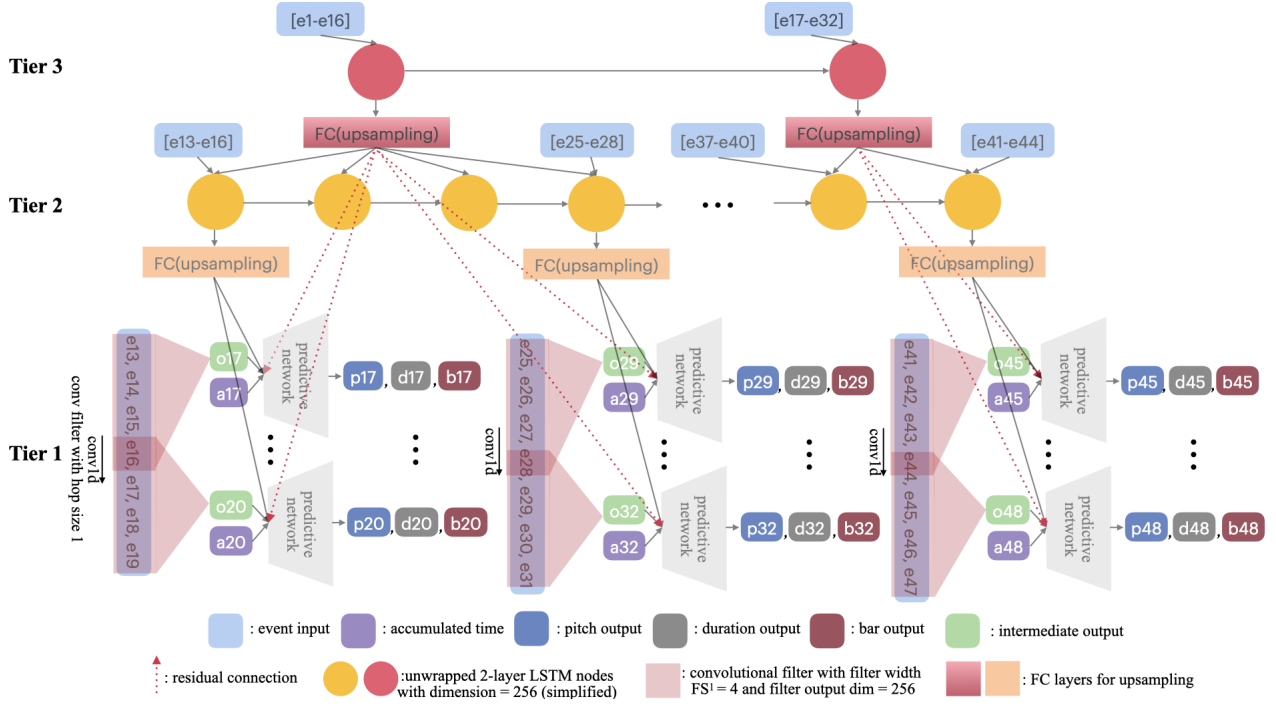 [e1-e16]
[e17-e32]
Tier 3
FC(upsampling)
FC(upsampling)
[e13-e16]
[e25-e28]
[e37-e40]
[e41-e44]
Tier 2
...
FC(upsampling)
FC(upsampling)
FC(upsampling)
Tier 1
conv filter with hop size 1
conv1d
e13, e14, e15, e16, e17, e18, e19
o17
a17
predictive
network
p17, d17, b17
o20
a20
predictive
network
p20, d20, b20
conv1d
e25, e26, e27, e28, e29, e30, e31
o29
a29
predictive
network
p29, d29, b29
o32
a32
predictive
network
p32, d32, b32
conv1d
e41, e42, e43, e44, e45, e46, e47
o45
a45
predictive
network
p45, d45, b45
o48
a48
predictive
network
p48, d48, b48
: event input
: accumulated time
: pitch output
: duration output
: bar output
: intermediate output
: residual connection
:unwrapped 2-layer LSTM nodes
with dimension = 256 (simplified)
: convolutional filter with filter width
FS¹ = 4 and filter output dim = 256
: FC layers for upsampling